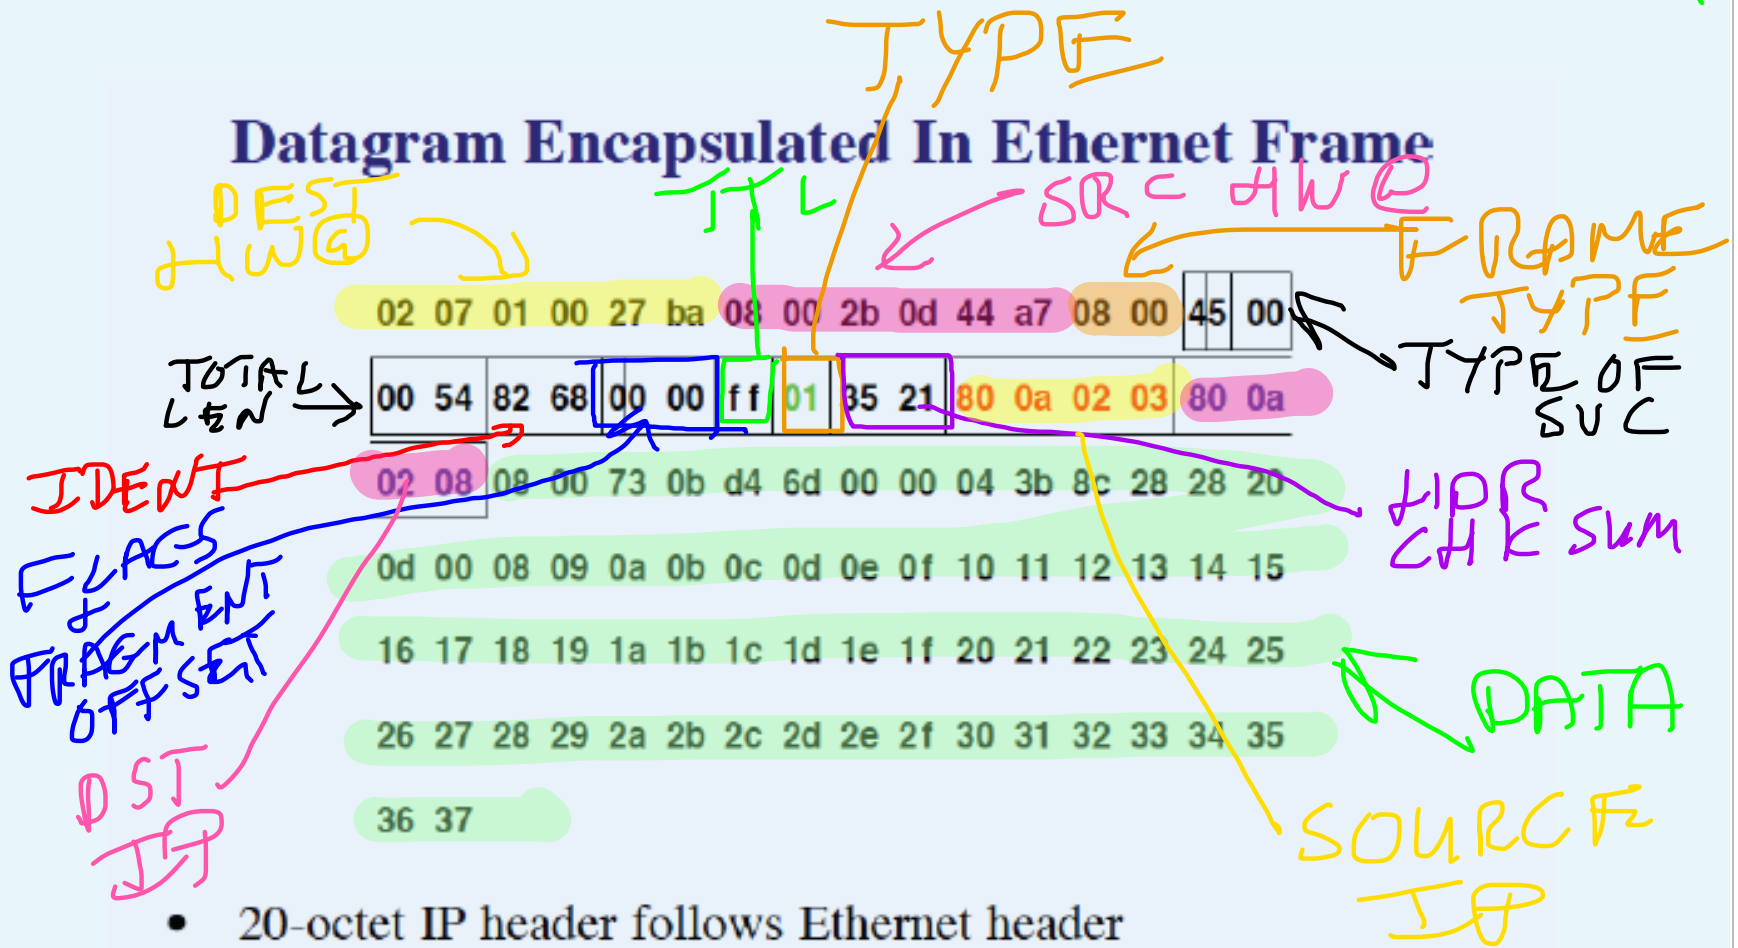 TYPE
Datagram Encapsulated In Ethernet Frame
DEST
HW@
TTL
SRC HW @
FRAME
TYPE
02 07 01 00 27 ba 08 00 2b 0d 44 a7 08 00 45 00
TYPE OF
SVC
TOTAL
LEN
00 54 82 68 00 00 ff 01 35 21 80 0a 02 03 80 0a
IDENT
02 08 08 00 73 0b d4 6d 00 00 04 3b 8c 28 28 20
HDR
CHK SUM
FLAGS
&
FRAGMENT
OFFSET
0d 00 08 09 0a 0b 0c 0d 0e 0f 10 11 12 13 14 15
16 17 18 19 1a 1b 1c 1d 1e 1f 20 21 22 23 24 25
DATA
26 27 28 29 2a 2b 2c 2d 2e 2f 30 31 32 33 34 35
DST
IP
36 37
SOURCE
IP
• 20-octet IP header follows Ethernet header